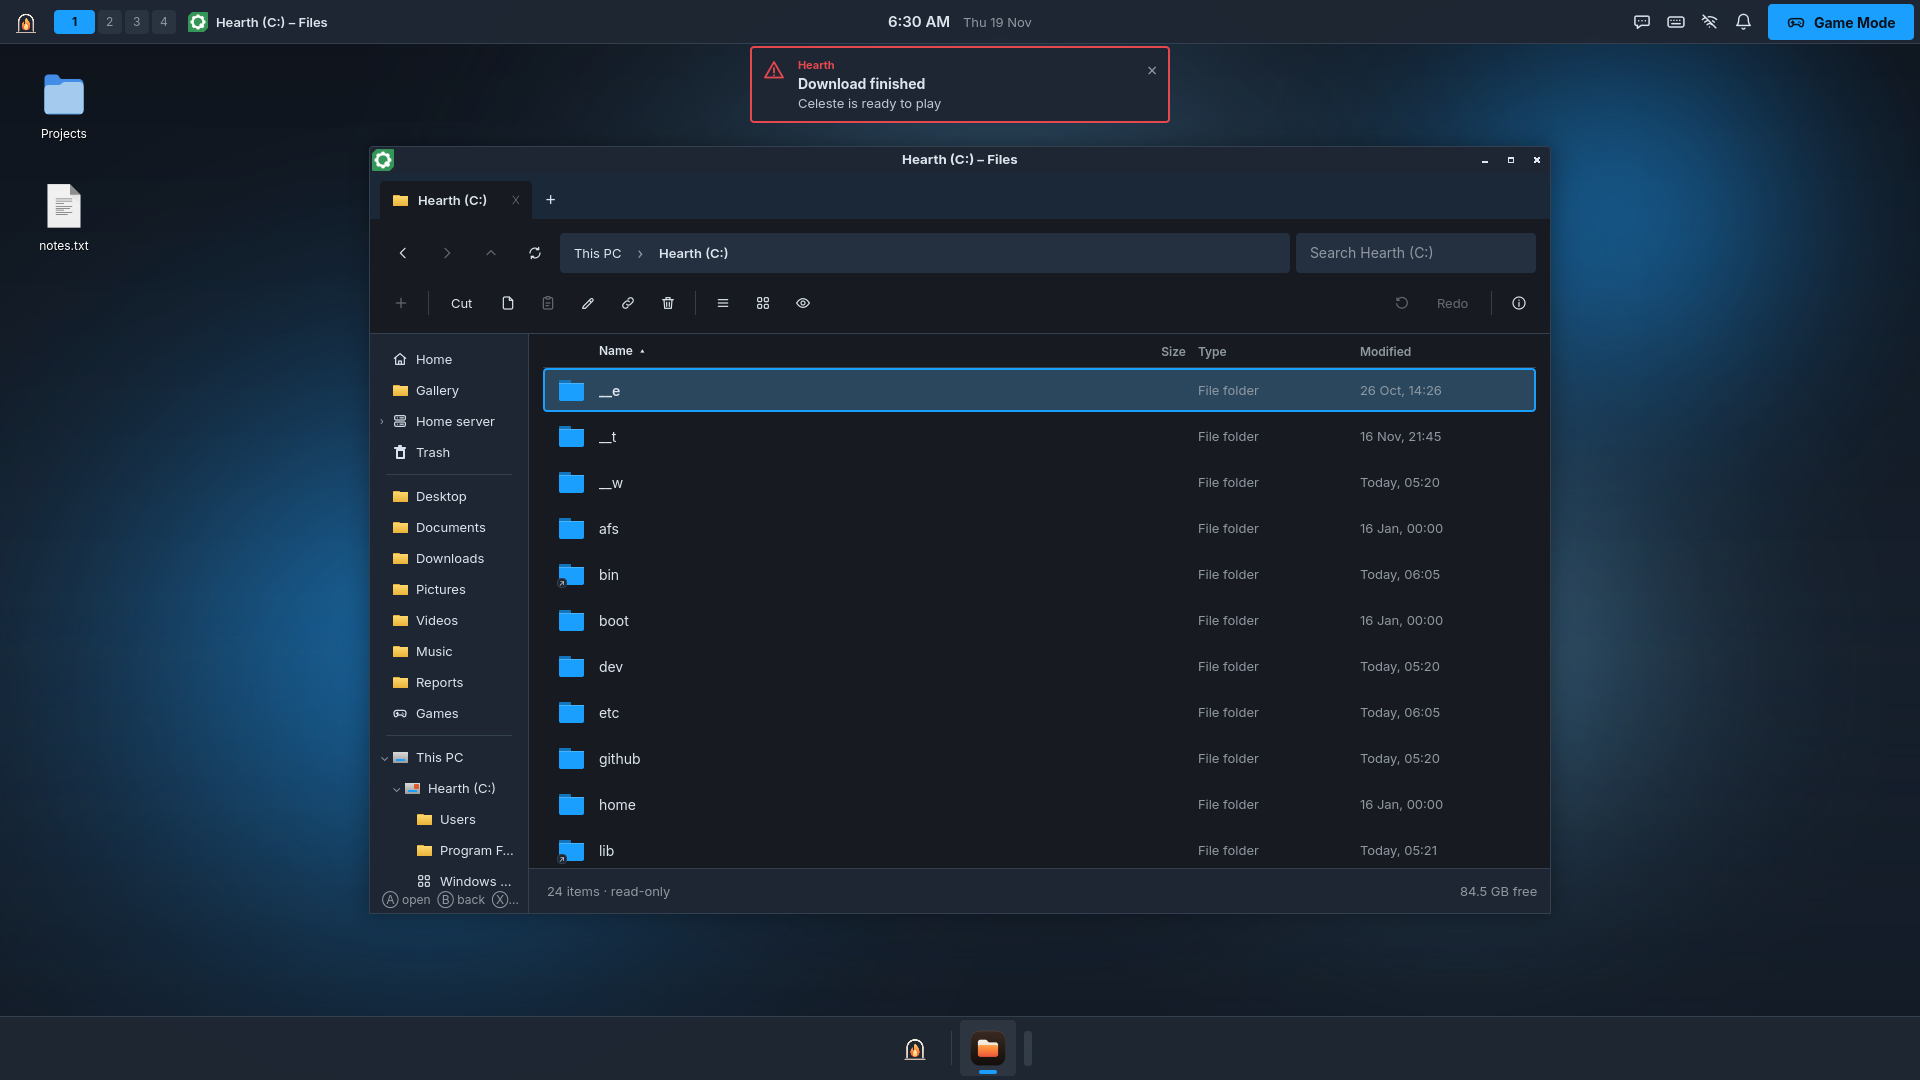 1 2 3 4 Hearth (C:) – Files 6:30 AM Thu 19 Nov Game Mode
Hearth
Download finished
Celeste is ready to play
Projects
notes.txt
Hearth (C:) – Files
Hearth (C:) X +
This PC › Hearth (C:) Search Hearth (C:)
Cut Redo
Home
Gallery
Home server
Trash
Desktop
Documents
Downloads
Pictures
Videos
Music
Reports
Games
This PC
Hearth (C:)
Users
Program F...
Windows ...
A open B back X...
Name Size Type Modified
__e File folder 26 Oct, 14:26
__t File folder 16 Nov, 21:45
__w File folder Today, 05:20
afs File folder 16 Jan, 00:00
bin File folder Today, 06:05
boot File folder 16 Jan, 00:00
dev File folder Today, 05:20
etc File folder Today, 06:05
github File folder Today, 05:20
home File folder 16 Jan, 00:00
lib File folder Today, 05:21
24 items · read-only 84.5 GB free